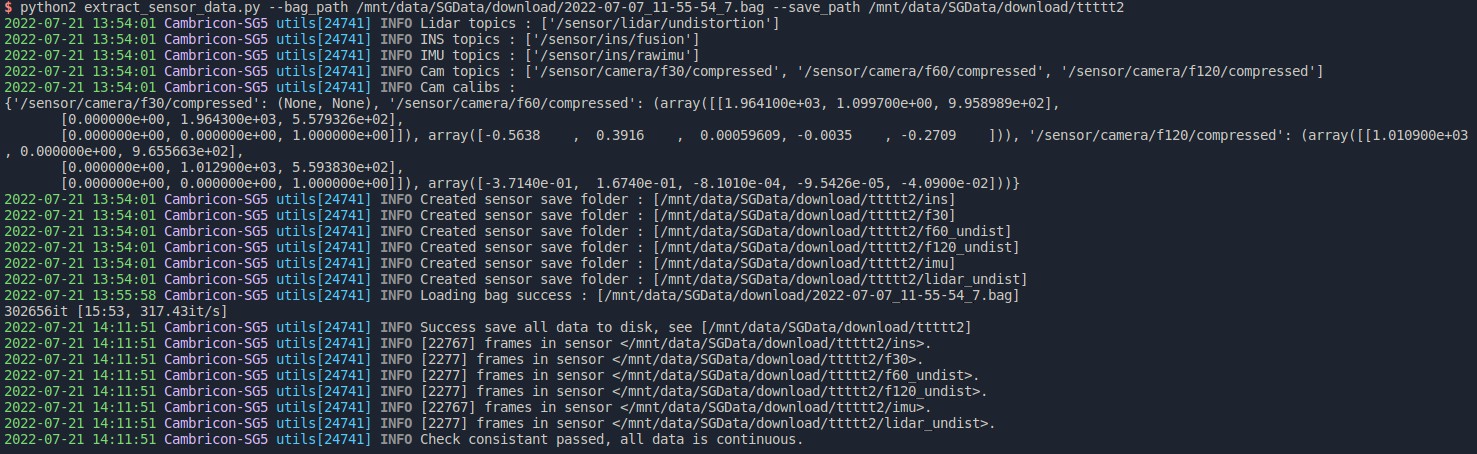 $ python2 extract_sensor_data.py --bag_path /mnt/data/SGData/download/2022-07-07_11-55-54_7.bag --save_path /mnt/data/SGData/download/ttttt2
2022-07-21 13:54:01 Cambricon-SG5 utils[24741] INFO Lidar topics : ['/sensor/lidar/undistortion']
2022-07-21 13:54:01 Cambricon-SG5 utils[24741] INFO INS topics : ['/sensor/ins/fusion']
2022-07-21 13:54:01 Cambricon-SG5 utils[24741] INFO IMU topics : ['/sensor/ins/rawimu']
2022-07-21 13:54:01 Cambricon-SG5 utils[24741] INFO Cam topics : ['/sensor/camera/f30/compressed', '/sensor/camera/f60/compressed', '/sensor/camera/f120/compressed']
2022-07-21 13:54:01 Cambricon-SG5 utils[24741] INFO Cam calibs :
{'/sensor/camera/f30/compressed': (None, None), '/sensor/camera/f60/compressed': (array([[1.964100e+03, 1.099700e+00, 9.958989e+02],
       [0.000000e+00, 1.964300e+03, 5.579326e+02],
       [0.000000e+00, 0.000000e+00, 1.000000e+00]]), array([-0.5638    ,  0.3916    ,  0.00059609, -0.0035    , -0.2709    ])), '/sensor/camera/f120/compressed': (array([[1.010900e+03
, 0.000000e+00, 9.655663e+02],
       [0.000000e+00, 1.012900e+03, 5.593830e+02],
       [0.000000e+00, 0.000000e+00, 1.000000e+00]]), array([-3.7140e-01,  1.6740e-01, -8.1010e-04, -9.5426e-05, -4.0900e-02]))}
2022-07-21 13:54:01 Cambricon-SG5 utils[24741] INFO Created sensor save folder : [/mnt/data/SGData/download/ttttt2/ins]
2022-07-21 13:54:01 Cambricon-SG5 utils[24741] INFO Created sensor save folder : [/mnt/data/SGData/download/ttttt2/f30]
2022-07-21 13:54:01 Cambricon-SG5 utils[24741] INFO Created sensor save folder : [/mnt/data/SGData/download/ttttt2/f60_undist]
2022-07-21 13:54:01 Cambricon-SG5 utils[24741] INFO Created sensor save folder : [/mnt/data/SGData/download/ttttt2/f120_undist]
2022-07-21 13:54:01 Cambricon-SG5 utils[24741] INFO Created sensor save folder : [/mnt/data/SGData/download/ttttt2/imu]
2022-07-21 13:54:01 Cambricon-SG5 utils[24741] INFO Created sensor save folder : [/mnt/data/SGData/download/ttttt2/lidar_undist]
2022-07-21 13:55:58 Cambricon-SG5 utils[24741] INFO Loading bag success : [/mnt/data/SGData/download/2022-07-07_11-55-54_7.bag]
302656it [15:53, 317.43it/s]
2022-07-21 14:11:51 Cambricon-SG5 utils[24741] INFO Success save all data to disk, see [/mnt/data/SGData/download/ttttt2]
2022-07-21 14:11:51 Cambricon-SG5 utils[24741] INFO [22767] frames in sensor </mnt/data/SGData/download/ttttt2/ins>.
2022-07-21 14:11:51 Cambricon-SG5 utils[24741] INFO [2277] frames in sensor </mnt/data/SGData/download/ttttt2/f30>.
2022-07-21 14:11:51 Cambricon-SG5 utils[24741] INFO [2277] frames in sensor </mnt/data/SGData/download/ttttt2/f60_undist>.
2022-07-21 14:11:51 Cambricon-SG5 utils[24741] INFO [2277] frames in sensor </mnt/data/SGData/download/ttttt2/f120_undist>.
2022-07-21 14:11:51 Cambricon-SG5 utils[24741] INFO [22767] frames in sensor </mnt/data/SGData/download/ttttt2/imu>.
2022-07-21 14:11:51 Cambricon-SG5 utils[24741] INFO [2277] frames in sensor </mnt/data/SGData/download/ttttt2/lidar_undist>.
2022-07-21 14:11:51 Cambricon-SG5 utils[24741] INFO Check consistant passed, all data is continuous.